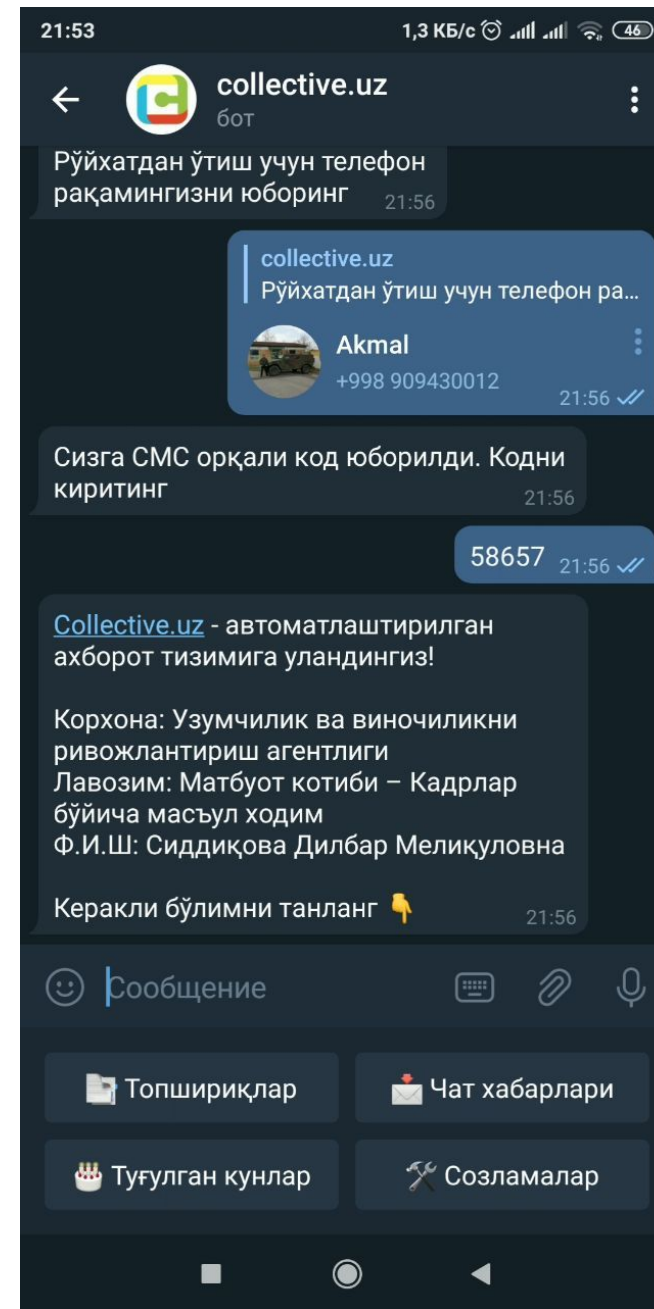 21:53 1,3 КБ/с 46
collective.uz
бот
Рўйхатдан ўтиш учун телефон
рақамингизни юборинг 21:56
collective.uz
Рўйхатдан ўтиш учун телефон ра...
Akmal
+998 909430012
21:56
Сизга СМС орқали код юборилди. Кодни
киритинг 21:56
58657 21:56
Collective.uz - автоматлаштирилган
ахборот тизимига уландингиз!
Корхона: Узумчилик ва виночиликни
ривожлантириш агентлиги
Лавозим: Матбуот котиби – Кадрлар
бўйича масъул ходим
Ф.И.Ш: Сиддиқова Дилбар Мелиқуловна
Керакли бўлимни танланг 👇 21:56
Сообщение
Топшириқлар Чат хабарлари
Туғулган кунлар Созламалар